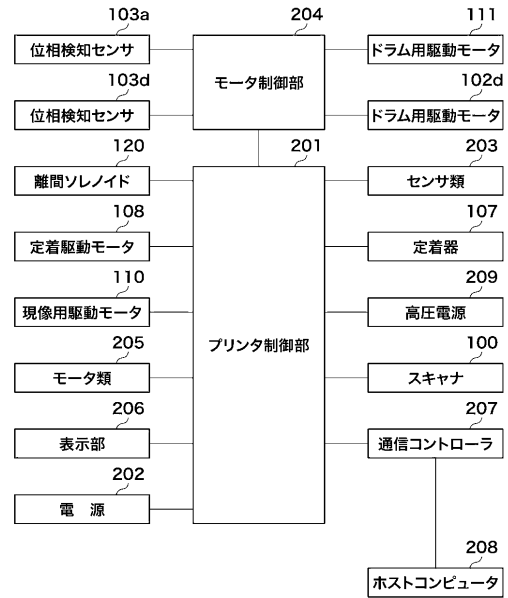 103a 204 111
位相検知センサ モータ制御部 ドラム用駆動モータ
103d 102d
位相検知センサ ドラム用駆動モータ
120 201 203
離間ソレノイド センサ類
108 107
定着駆動モータ 定着器
110 209
現像用駆動モータ 高圧電源
プリンタ制御部
205 100
モータ類 スキャナ
206 207
表示部 通信コントローラ
202
電　源
208
ホストコンピュータ